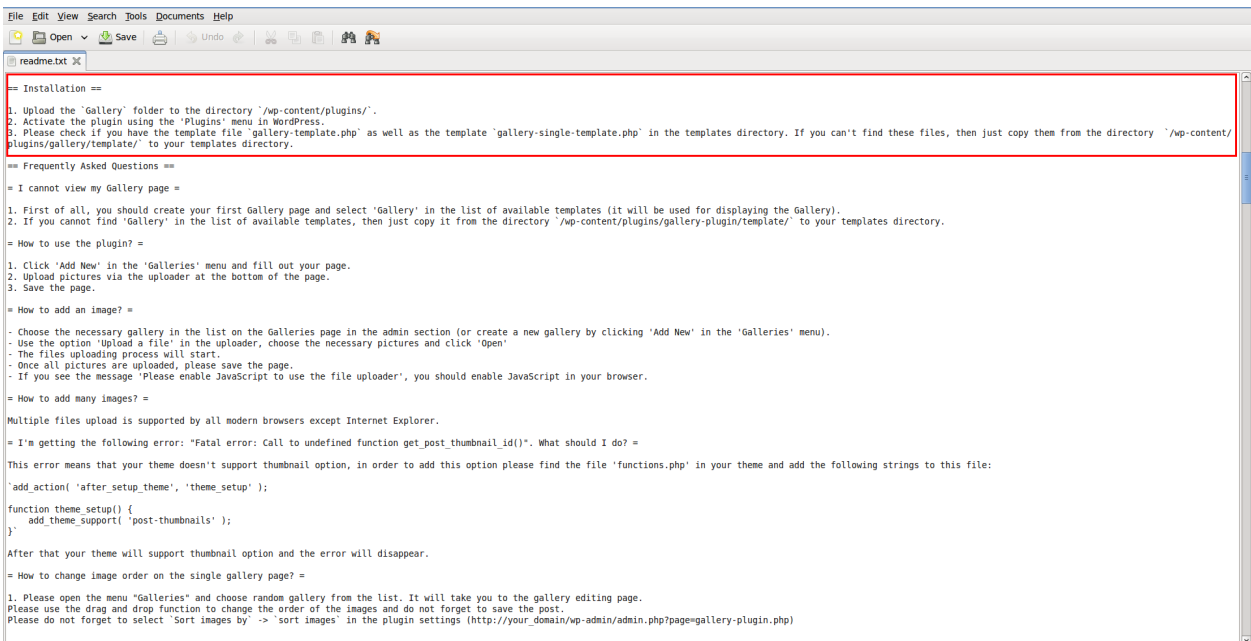 File Edit View Search Tools Documents Help
Open Save Undo
readme.txt
== Installation ==
1. Upload the `Gallery` folder to the directory `/wp-content/plugins/`.
2. Activate the plugin using the 'Plugins' menu in WordPress.
3. Please check if you have the template file `gallery-template.php` as well as the template `gallery-single-template.php` in the templates directory. If you can't find these files, then just copy them from the directory  `/wp-content/
plugins/gallery/template/` to your templates directory.
== Frequently Asked Questions ==
= I cannot view my Gallery page =
1. First of all, you should create your first Gallery page and select 'Gallery' in the list of available templates (it will be used for displaying the Gallery).
2. If you cannot find 'Gallery' in the list of available templates, then just copy it from the directory `/wp-content/plugins/gallery-plugin/template/` to your templates directory.
= How to use the plugin? =
1. Click 'Add New' in the 'Galleries' menu and fill out your page.
2. Upload pictures via the uploader at the bottom of the page.
3. Save the page.
= How to add an image? =
- Choose the necessary gallery in the list on the Galleries page in the admin section (or create a new gallery by clicking 'Add New' in the 'Galleries' menu).
- Use the option 'Upload a file' in the uploader, choose the necessary pictures and click 'Open'
- The files uploading process will start.
- Once all pictures are uploaded, please save the page.
- If you see the message 'Please enable JavaScript to use the file uploader', you should enable JavaScript in your browser.
= How to add many images? =
Multiple files upload is supported by all modern browsers except Internet Explorer.
= I'm getting the following error: "Fatal error: Call to undefined function get_post_thumbnail_id()". What should I do? =
This error means that your theme doesn't support thumbnail option, in order to add this option please find the file 'functions.php' in your theme and add the following strings to this file:
`add_action( 'after_setup_theme', 'theme_setup' );
function theme_setup() {
    add_theme_support( 'post-thumbnails' );
}`
After that your theme will support thumbnail option and the error will disappear.
= How to change image order on the single gallery page? =
1. Please open the menu "Galleries" and choose random gallery from the list. It will take you to the gallery editing page.
Please use the drag and drop function to change the order of the images and do not forget to save the post.
Please do not forget to select `Sort images by` -> `sort images` in the plugin settings (http://your_domain/wp-admin/admin.php?page=gallery-plugin.php)